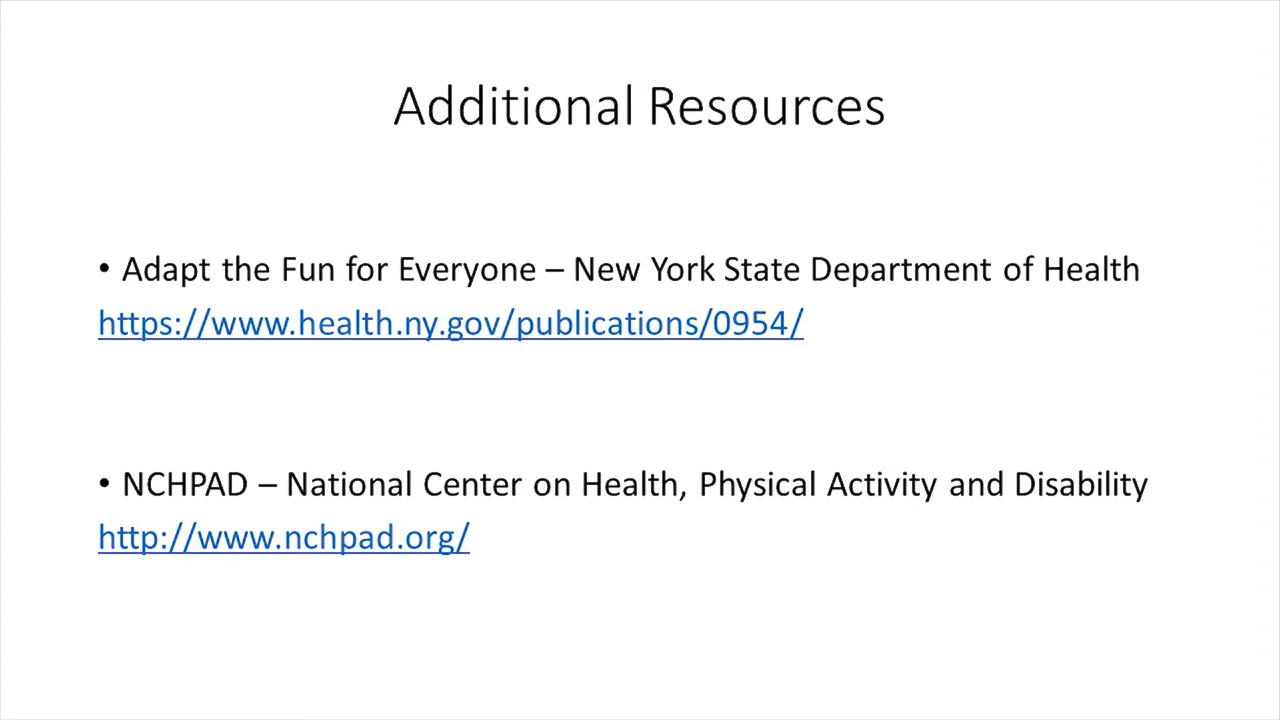 Additional Resources
• Adapt the Fun for Everyone – New York State Department of Health
https://www.health.ny.gov/publications/0954/
• NCHPAD – National Center on Health, Physical Activity and Disability
http://www.nchpad.org/